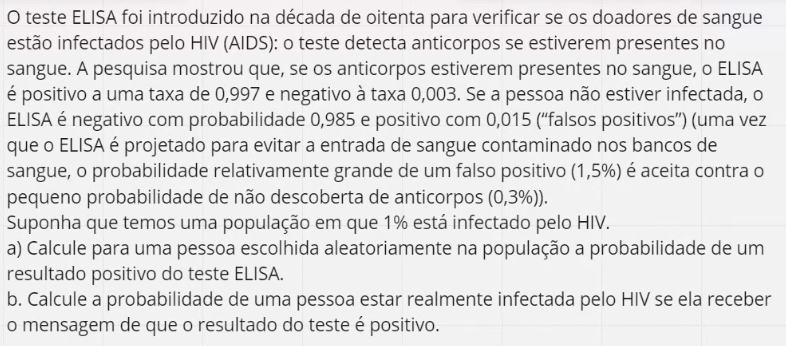 O teste ELISA foi introduzido na década de oitenta para verificar se os doadores de sangue
estão infectados pelo HIV (AIDS): o teste detecta anticorpos se estiverem presentes no
sangue. A pesquisa mostrou que, se os anticorpos estiverem presentes no sangue, o ELISA
é positivo a uma taxa de 0,997 e negativo à taxa 0,003. Se a pessoa não estiver infectada, o
ELISA é negativo com probabilidade 0,985 e positivo com 0,015 (“falsos positivos”) (uma vez
que o ELISA é projetado para evitar a entrada de sangue contaminado nos bancos de
sangue, o probabilidade relativamente grande de um falso positivo (1,5%) é aceita contra o
pequeno probabilidade de não descoberta de anticorpos (0,3%)).
Suponha que temos uma população em que 1% está infectado pelo HIV.
a) Calcule para uma pessoa escolhida aleatoriamente na população a probabilidade de um
resultado positivo do teste ELISA.
b. Calcule a probabilidade de uma pessoa estar realmente infectada pelo HIV se ela receber
o mensagem de que o resultado do teste é positivo.